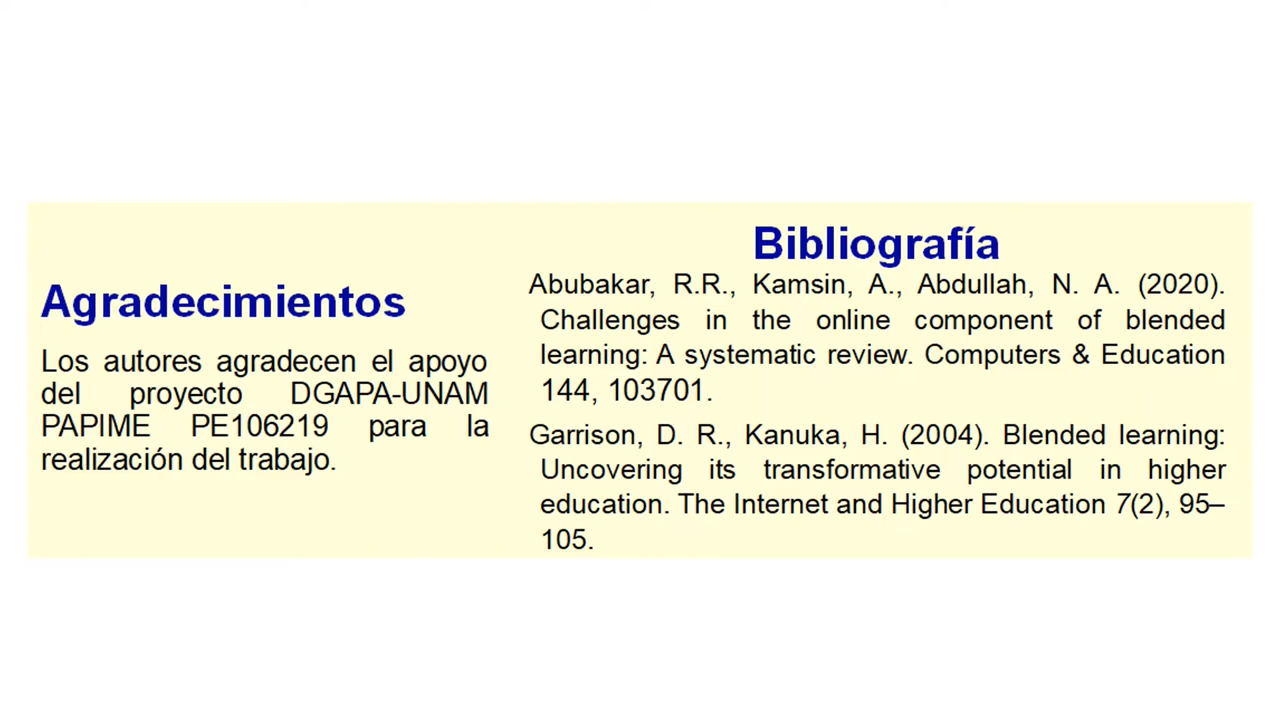 Agradecimientos
Los autores agradecen el apoyo
del proyecto DGAPA-UNAM
PAPIME PE106219 para la
realización del trabajo.
Bibliografía
Abubakar, R.R., Kamsin, A., Abdullah, N. A. (2020).
Challenges in the online component of blended
learning: A systematic review. Computers & Education
144, 103701.
Garrison, D. R., Kanuka, H. (2004). Blended learning:
Uncovering its transformative potential in higher
education. The Internet and Higher Education 7(2), 95–
105.